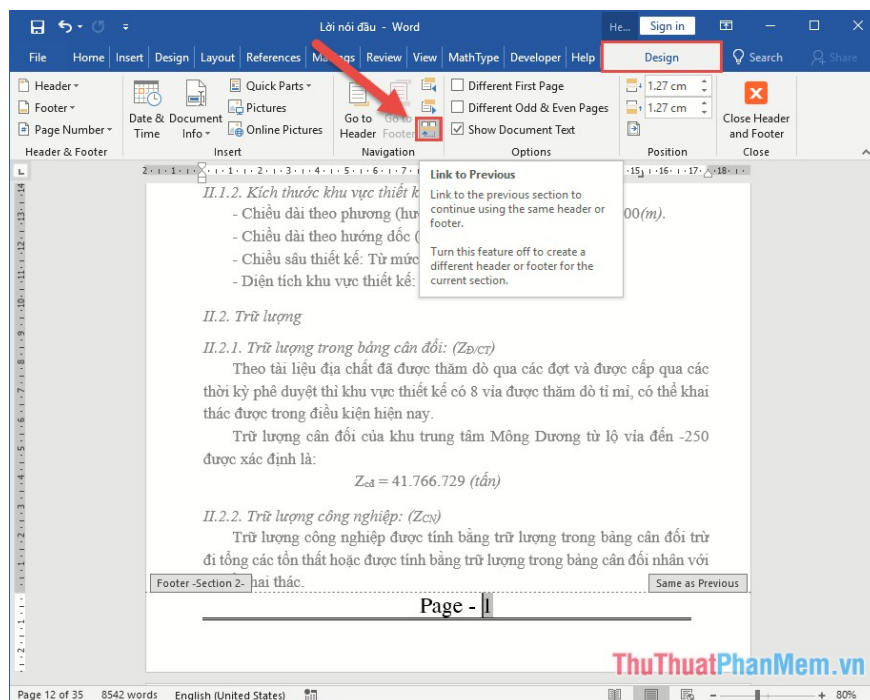 Lời nói đầu - Word
He...
Sign in
File Home Insert Design Layout References Mailings Review View MathType Developer Help Design Search Share
Header
Footer
Page Number
Header & Footer
Date & Time
Document Info
Quick Parts
Pictures
Online Pictures
Insert
Go to Header
Go to Footer
Navigation
Different First Page
Different Odd & Even Pages
Show Document Text
Options
1.27 cm
1.27 cm
Position
Close Header and Footer
Close
Link to Previous
Link to the previous section to
continue using the same header or
footer.
Turn this feature off to create a
different header or footer for the
current section.
II.1.2. Kích thước khu vực thiết k
- Chiều dài theo phương (hư 00(m).
- Chiều dài theo hướng dốc (
- Chiều sâu thiết kế: Từ mức
- Diện tích khu vực thiết kế:
II.2. Trữ lượng
II.2.1. Trữ lượng trong bảng cân đối: (ZĐ/CT)
Theo tài liệu địa chất đã được thăm dò qua các đợt và được cấp qua các
thời kỳ phê duyệt thì khu vực thiết kế có 8 vỉa được thăm dò tỉ mỉ, có thể khai
thác được trong điều kiện hiện nay.
Trữ lượng cân đối của khu trung tâm Mông Dương từ lộ vỉa đến -250
được xác định là:
Zcđ = 41.766.729 (tấn)
II.2.2. Trữ lượng công nghiệp: (ZCN)
Trữ lượng công nghiệp được tính bằng trữ lượng trong bảng cân đối trừ
đi tổng các tổn thất hoặc được tính bằng trữ lượng trong bảng cân đối nhân với
hai thác.
Footer -Section 2-
Same as Previous
Page - 1
ThuThuatPhanMem.vn
Page 12 of 35 8542 words English (United States) 80%